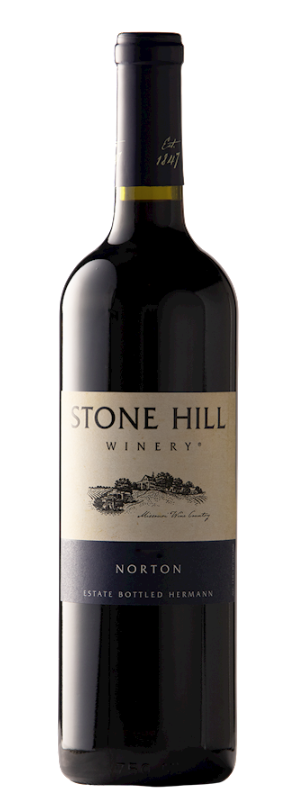 Est.
1847
STONE HILL
WINERY®
Missouri Wine Country
NORTON
ESTATE BOTTLED HERMANN